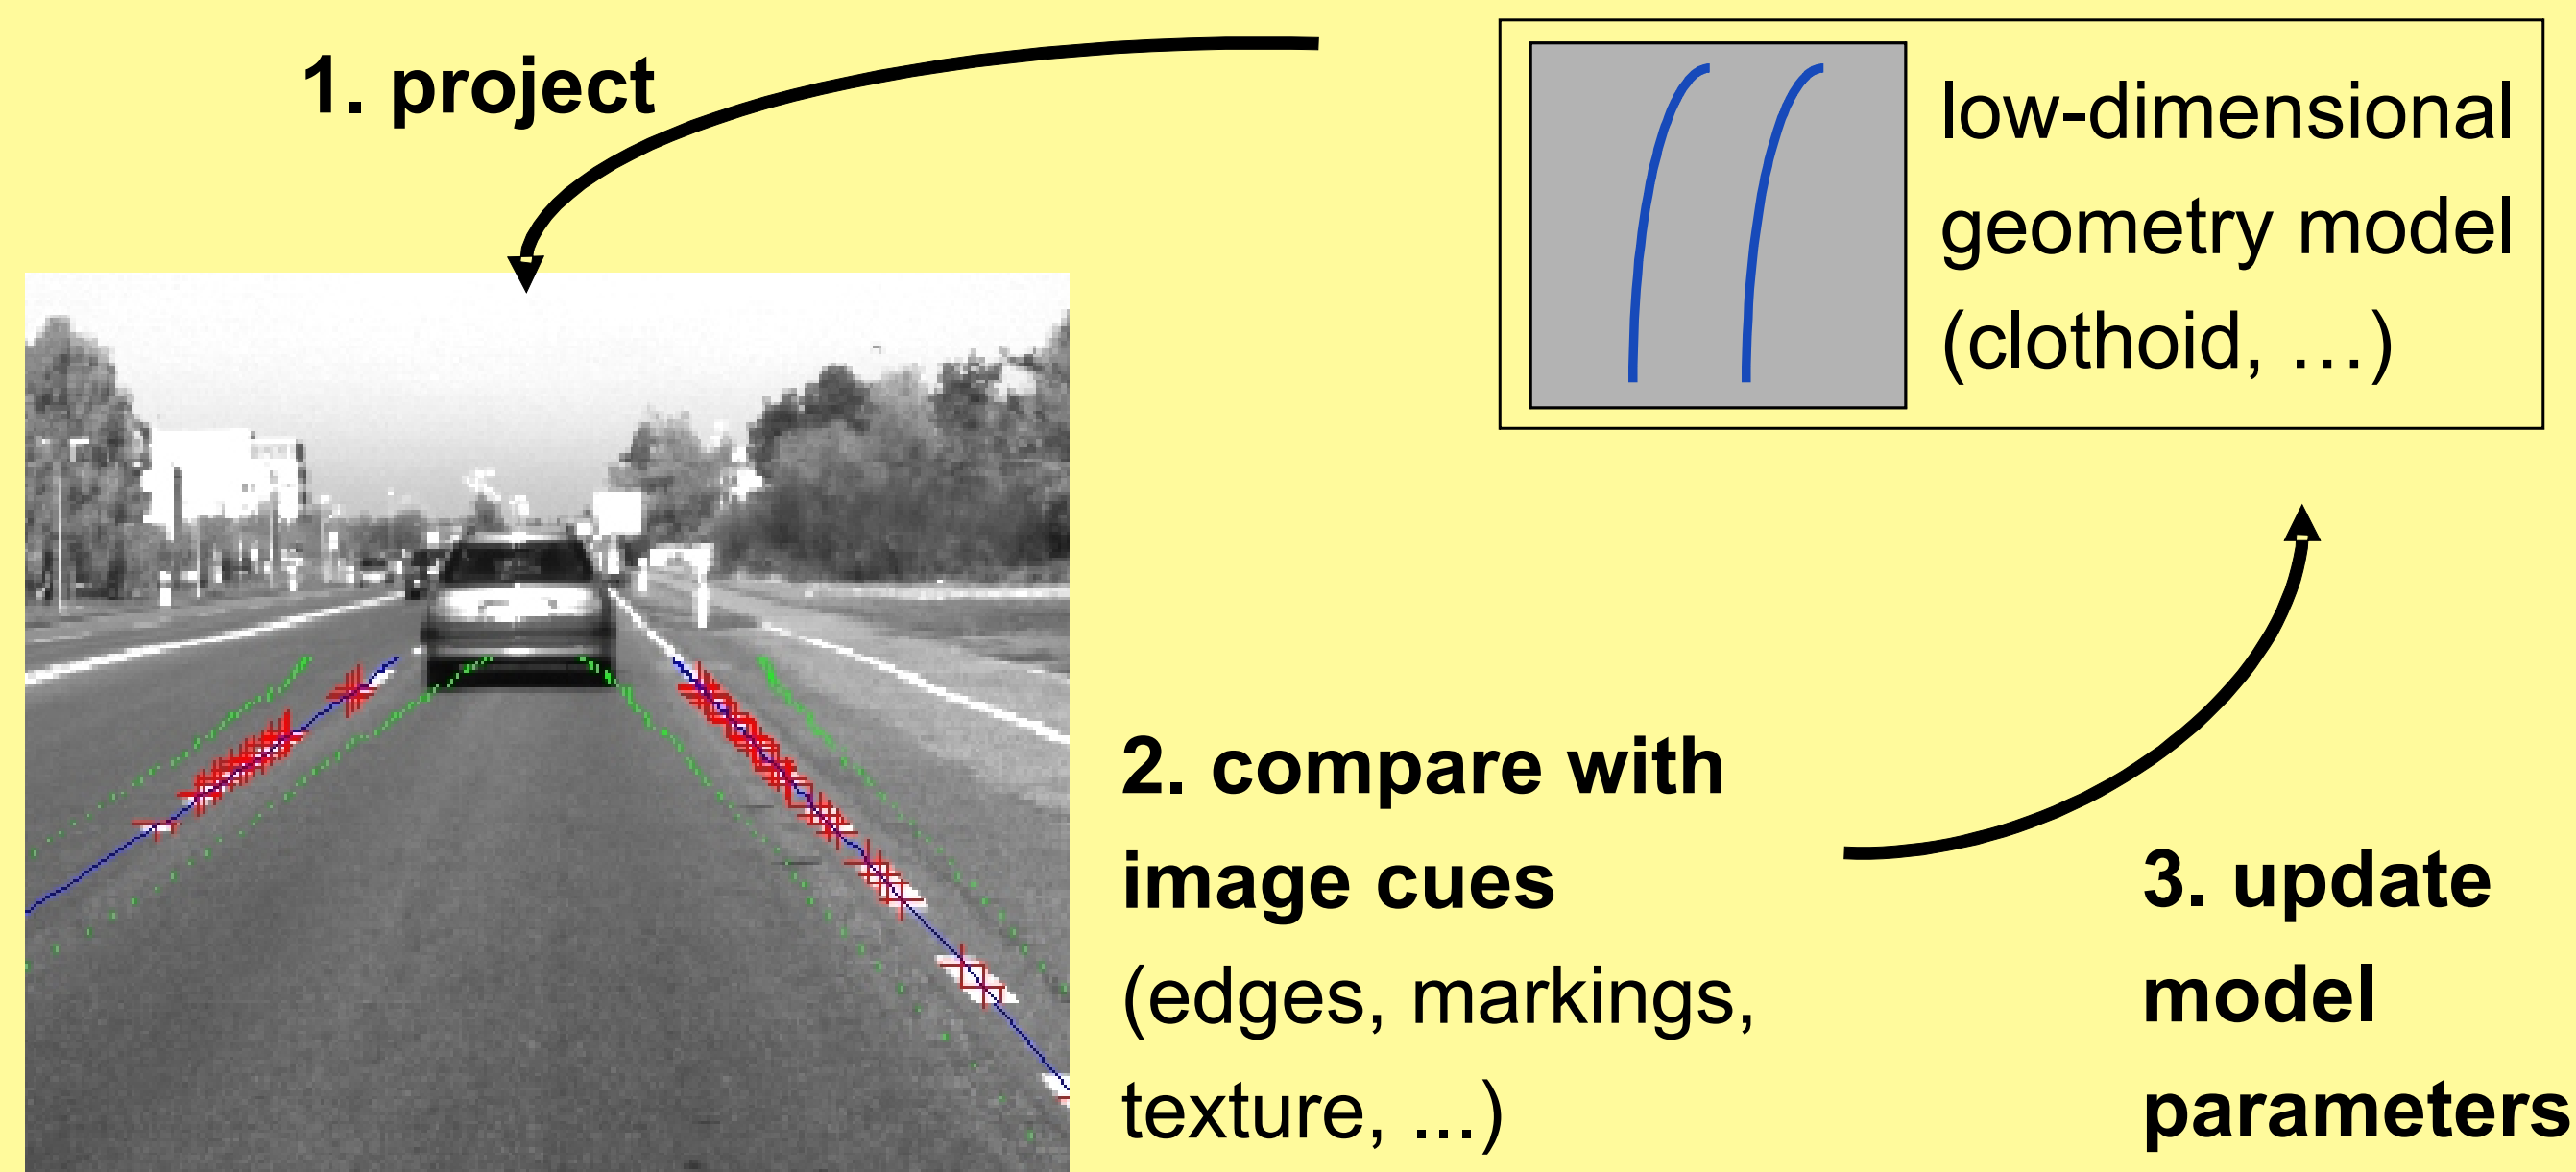 1. project
low-dimensional
geometry model
(clothoid, …)
2. compare with
image cues
(edges, markings,
texture, ...)
3. update
model
parameters